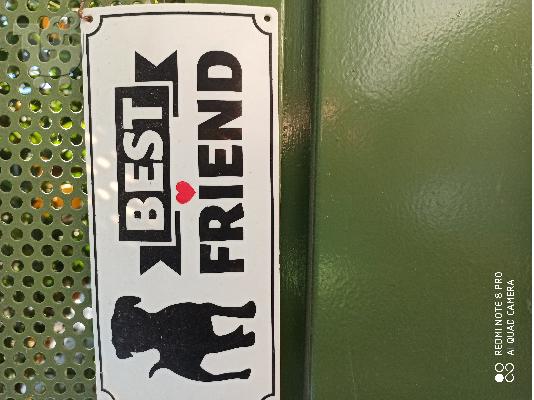 BEST
FRIEND
REDMI NOTE 8 PRO
AI QUAD CAMERA